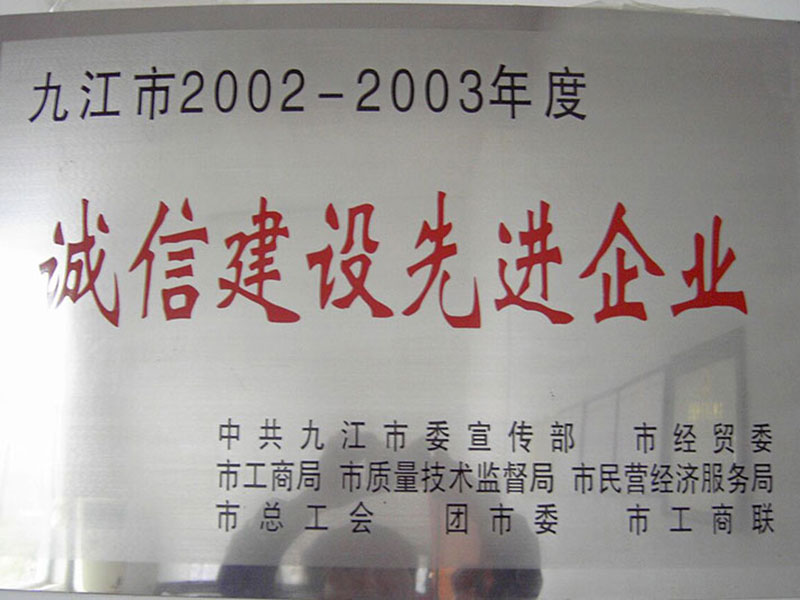 九江市2002-2003年度
诚信建设先进企业
中共九江市委宣传部 市经贸委
市工商局 市质量技术监督局 市民营经济服务局
市总工会 团市委 市工商联